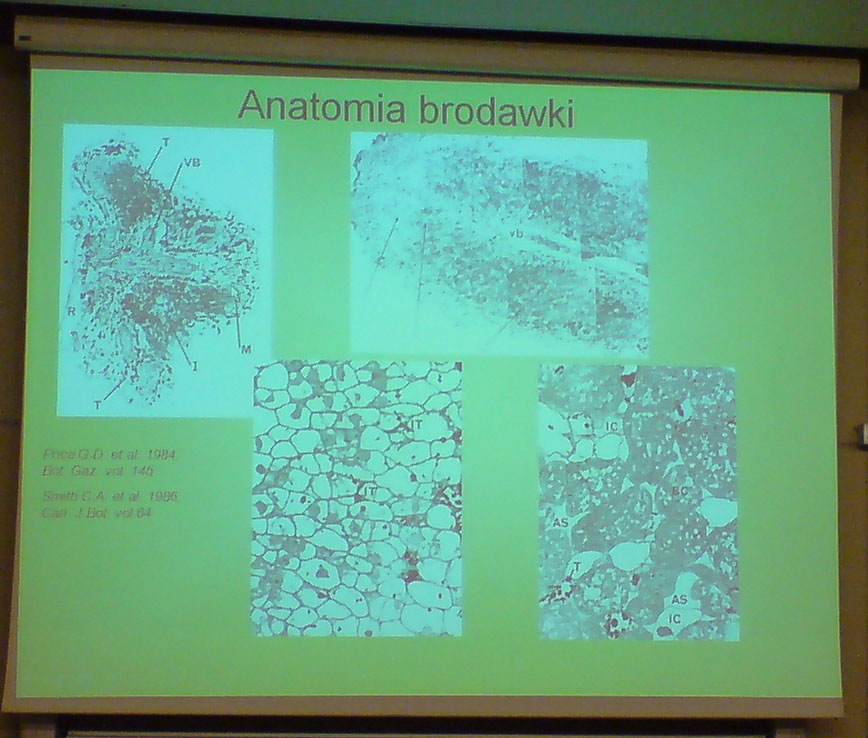 Anatomia brodawki
T
VB
R
M
I
T
vb
IT
IT
IC
BC
AS
T
AS
IC
Price G.D. et al. 1984,
Bot. Gaz. vol. 145
Smith C.A. et al. 1986,
Can. J.Bot. vol.64